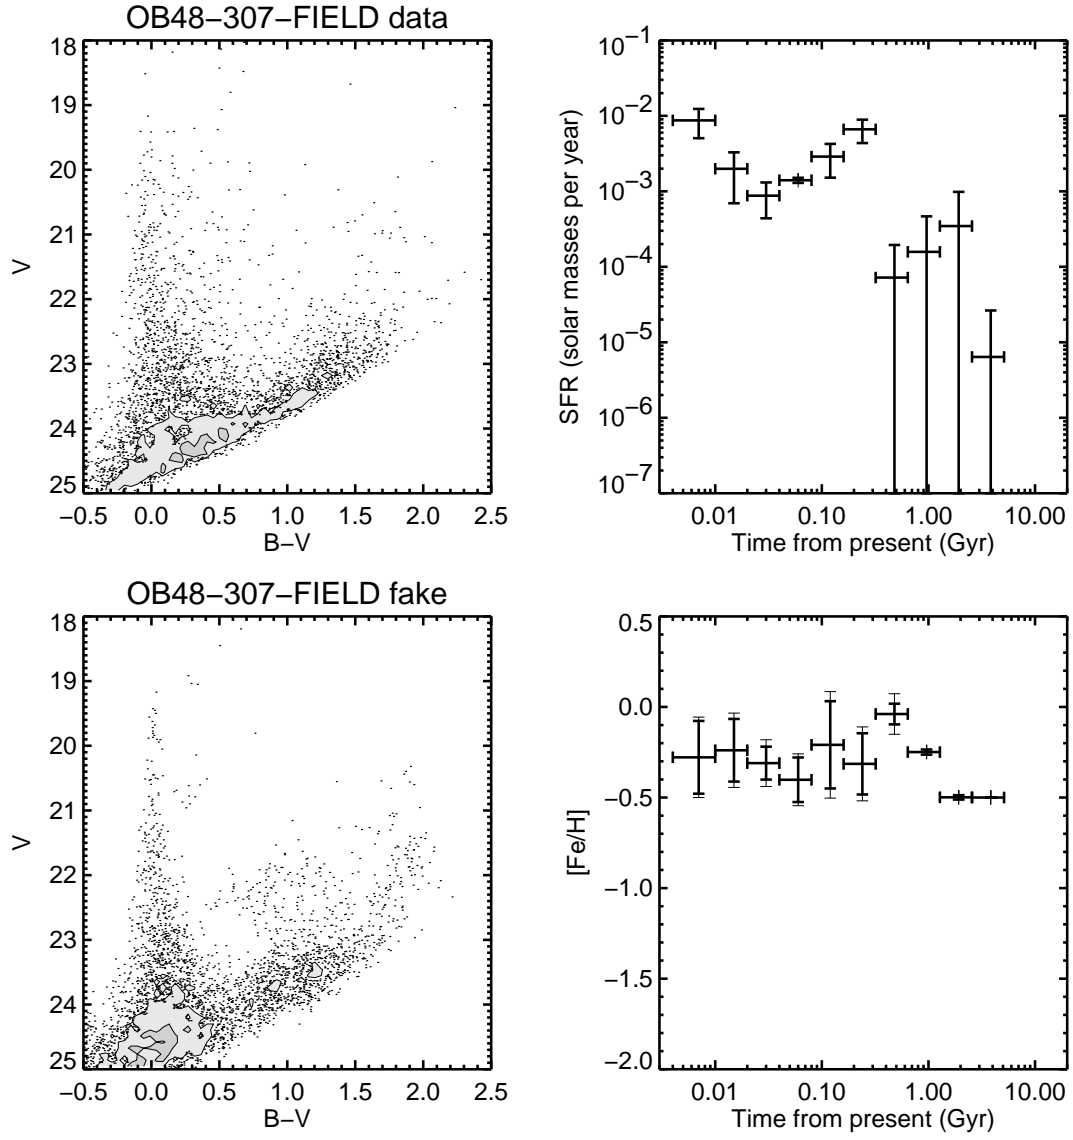 OB48−307−FIELD data
18
19
20
21
22
23
24
25
V
−0.5 0.0 0.5 1.0 1.5 2.0 2.5
B−V
10−1
10−2
10−3
10−4
10−5
10−6
10−7
SFR (solar masses per year)
0.01 0.10 1.00 10.00
Time from present (Gyr)
OB48−307−FIELD fake
18
19
20
21
22
23
24
25
V
−0.5 0.0 0.5 1.0 1.5 2.0 2.5
B−V
0.5
0.0
−0.5
−1.0
−1.5
−2.0
[Fe/H]
0.01 0.10 1.00 10.00
Time from present (Gyr)